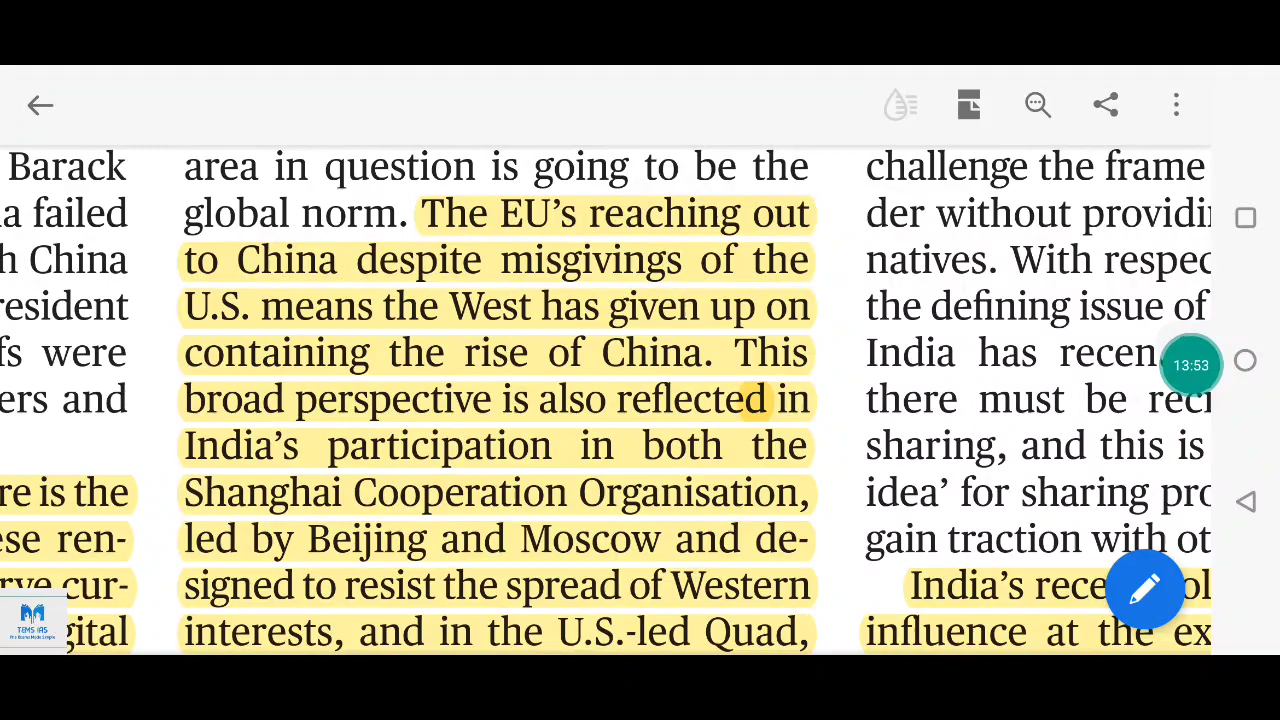 Barack
a failed
h China
resident
fs were
ers and
re is the
ese ren-
rve cur-
gital
area in question is going to be the
global norm. The EU's reaching out
to China despite misgivings of the
U.S. means the West has given up on
containing the rise of China. This
broad perspective is also reflected in
India's participation in both the
Shanghai Cooperation Organisation,
led by Beijing and Moscow and de-
signed to resist the spread of Western
interests, and in the U.S.-led Quad,
challenge the frame
der without providin
natives. With respec
the defining issue of
India has recen
there must be reci
sharing, and this is
idea' for sharing pro
gain traction with ot
India's rece ol
influence at the ex
13:53
TEMS IAS